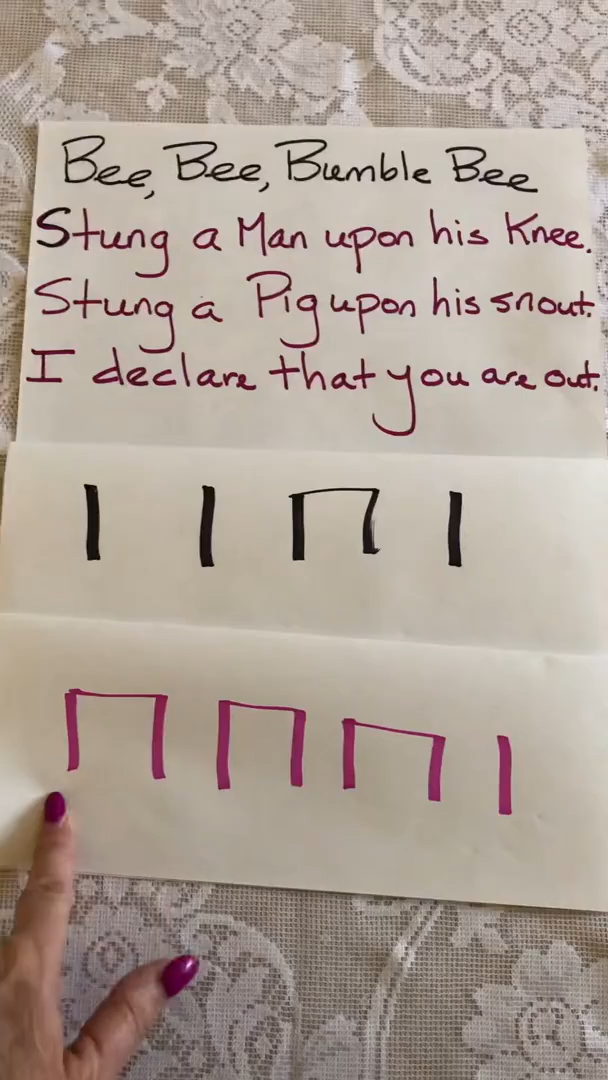 Bee, Bee, Bumble Bee
Stung a Man upon his Knee.
Stung a Pig upon his snout.
I declare that you are out.